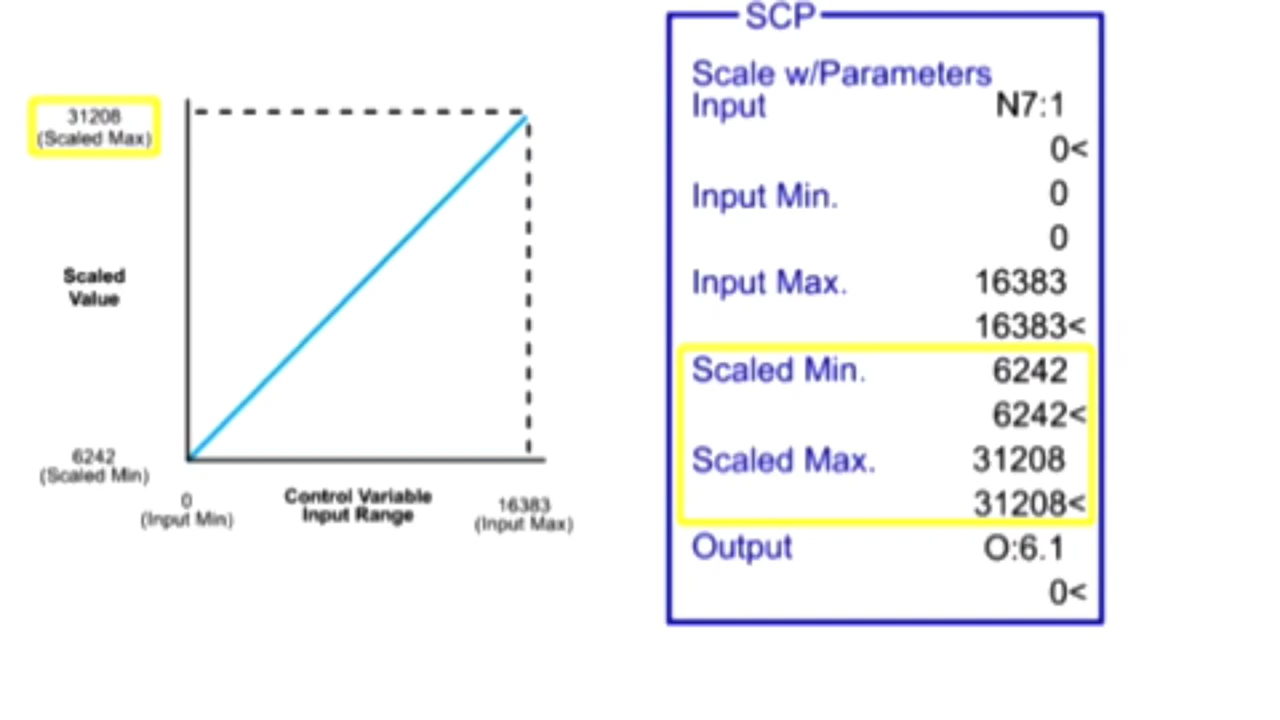 31208
(Scaled Max)
Scaled
Value
6242
(Scaled Min)
0
(Input Min)
Control Variable
Input Range
16383
(Input Max)
SCP
Scale w/Parameters
Input N7:1
0<
Input Min. 0
0
Input Max. 16383
16383<
Scaled Min. 6242
6242<
Scaled Max. 31208
31208<
Output O:6.1
0<